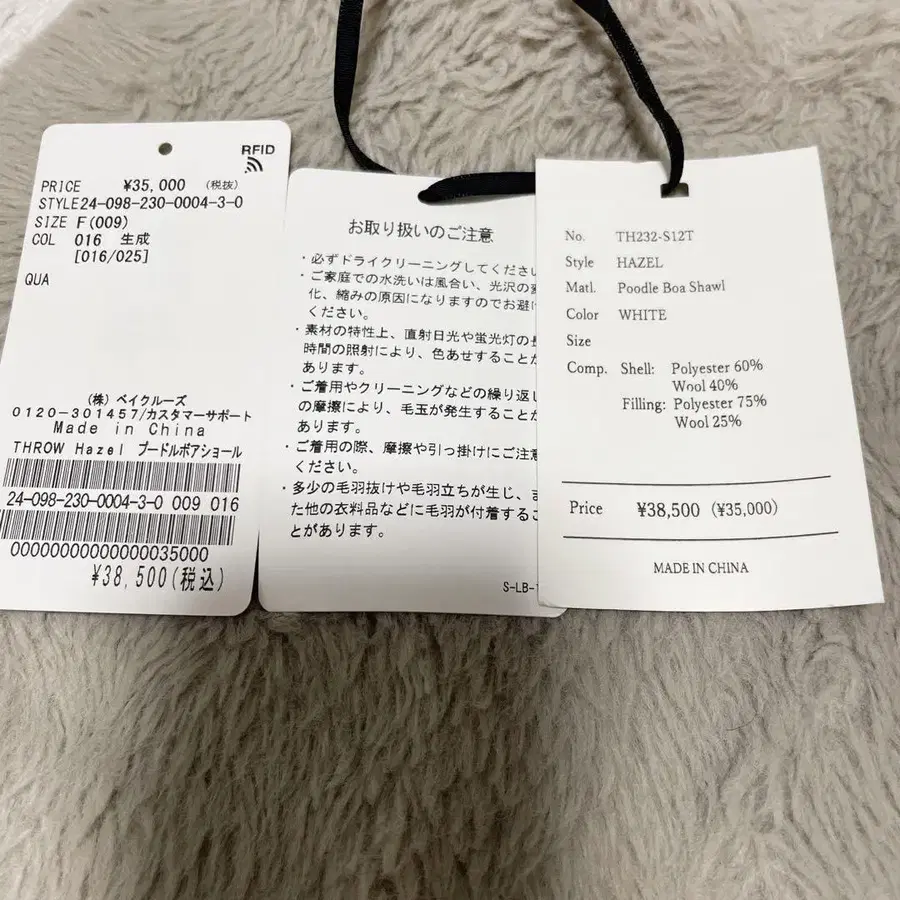 RFID
PRICE ¥35,000 (税抜)
STYLE24-098-230-0004-3-0
SIZE F(009)
COL 016 生成
[016/025]
QUA
(株) ベイクルーズ
0120-301457/カスタマーサポート
Made in China
THROW Hazel プードルボアショール
24-098-230-0004-3-0 009 016
00000000000000035000
¥38,500(税込)
お取り扱いのご注意
・必ずドライクリーニングしてくださ
・ご家庭での水洗いは風合い、光沢の
化、縮みの原因になりますのでお避け
ください。
・素材の特性上、直射日光や蛍光灯の長
時間の照射により、色あせすることが
あります。
・ご着用やクリーニングなどの繰り返し
の摩擦により、毛玉が発生することが
あります。
・ご着用の際、摩擦や引っ掛けにご注意
ください。
・多少の毛羽抜けや毛羽立ちが生じ、ま
た他の衣料品などに毛羽が付着するこ
とがあります。
S-LB-
No. TH232-S12T
Style HAZEL
Matl. Poodle Boa Shawl
Color WHITE
Size
Comp. Shell: Polyester 60%
Wool 40%
Filling: Polyester 75%
Wool 25%
Price ¥38,500 (¥35,000)
MADE IN CHINA